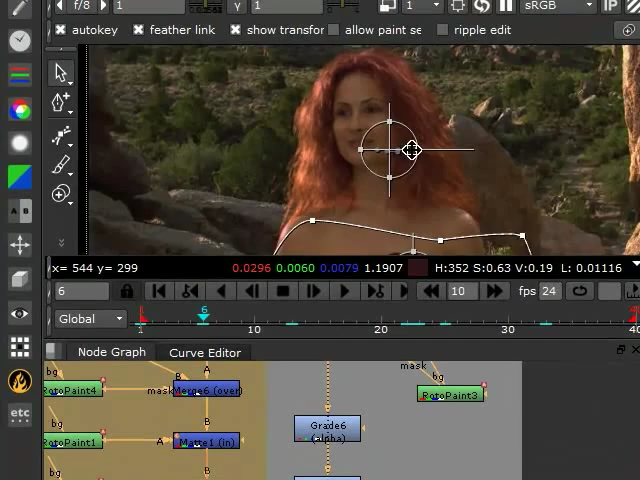 f/8 1 γ 1 1 sRGB IP
autokey feather link show transfor allow paint se ripple edit
x= 544 y= 299 0.0296 0.0060 0.0079 1.1907 H:352 S:0.63 V:0.19 L: 0.01116
6 10 fps 24
Global 1 6 10 20 30 40
Node Graph Curve Editor
bg B A mask bg
RotoPaint4 mask Merge6 (over) RotoPaint3
bg Grade6
RotoPaint1 A Matte1 (in) (alpha)
bg B
A B
etc